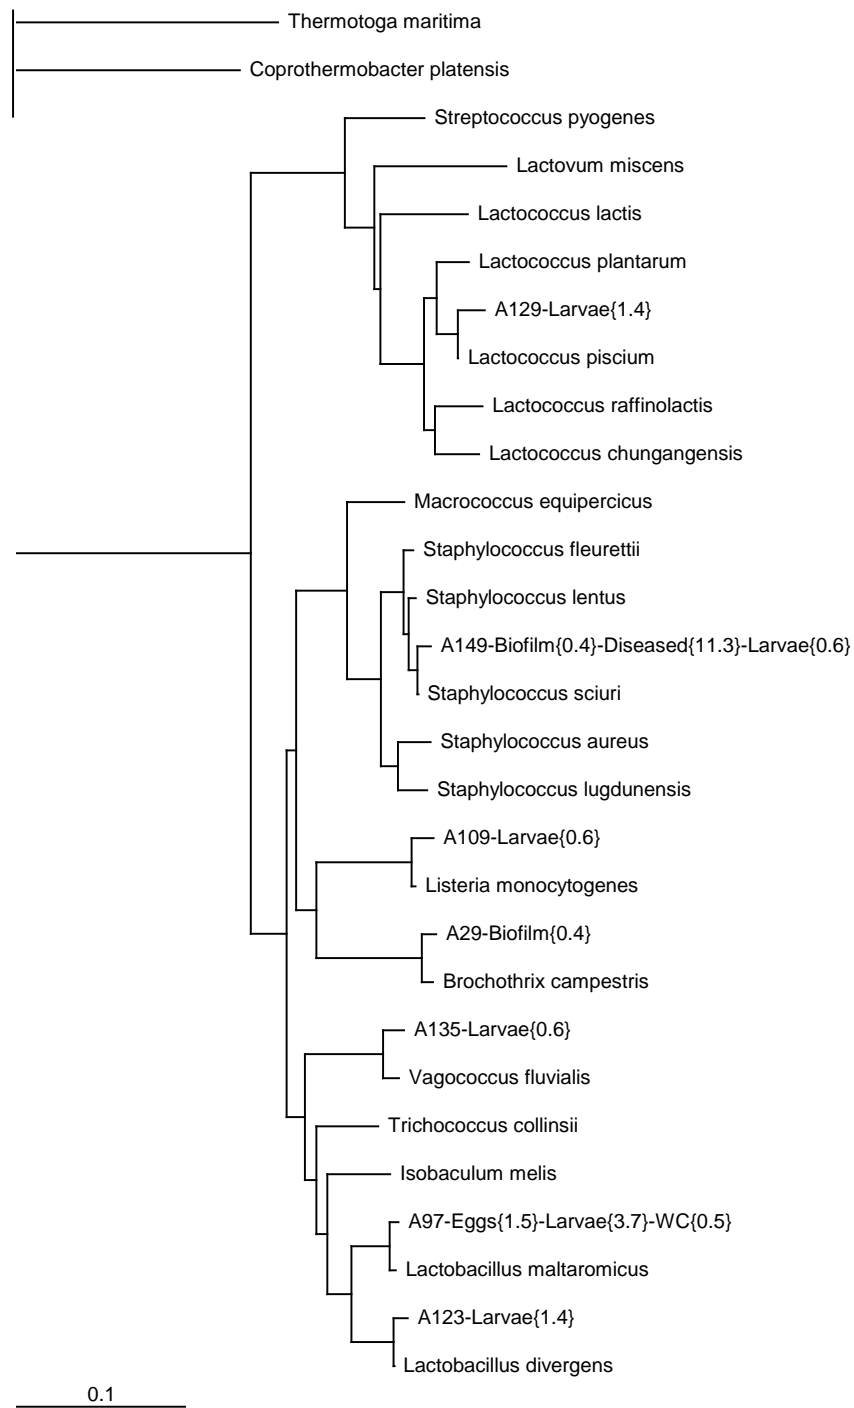 Thermotoga maritima
Coprothermobacter platensis
Streptococcus pyogenes
Lactovum miscens
Lactococcus lactis
Lactococcus plantarum
A129-Larvae{1.4}
Lactococcus piscium
Lactococcus raffinolactis
Lactococcus chungangensis
Macrococcus equipercicus
Staphylococcus fleurettii
Staphylococcus lentus
A149-Biofilm{0.4}-Diseased{11.3}-Larvae{0.6}
Staphylococcus sciuri
Staphylococcus aureus
Staphylococcus lugdunensis
A109-Larvae{0.6}
Listeria monocytogenes
A29-Biofilm{0.4}
Brochothrix campestris
A135-Larvae{0.6}
Vagococcus fluvialis
Trichococcus collinsii
Isobaculum melis
A97-Eggs{1.5}-Larvae{3.7}-WC{0.5}
Lactobacillus maltaromicus
A123-Larvae{1.4}
Lactobacillus divergens
0.1